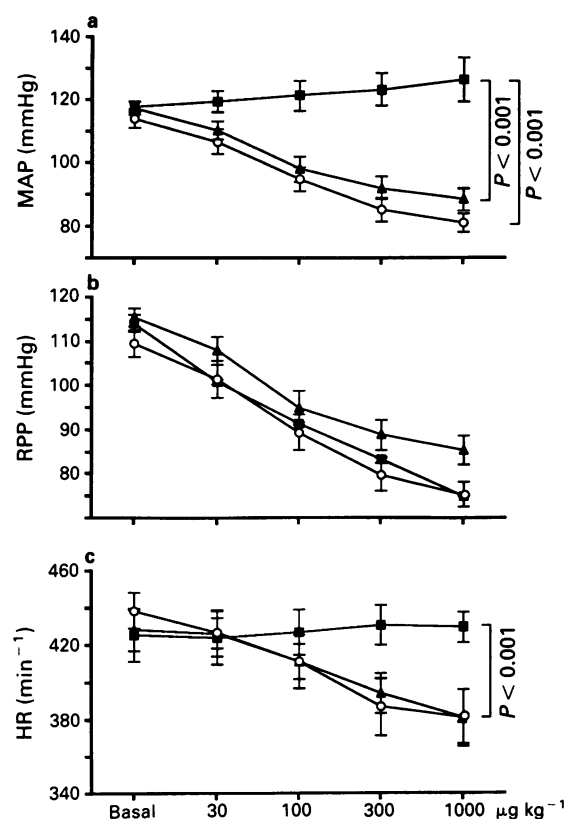 a
140
120
100
80
MAP (mmHg)
P < 0.001
P < 0.001
b
120
110
100
90
80
RPP (mmHg)
c
460
420
380
340
HR (min⁻¹)
P < 0.001
Basal 30 100 300 1000 μg kg⁻¹